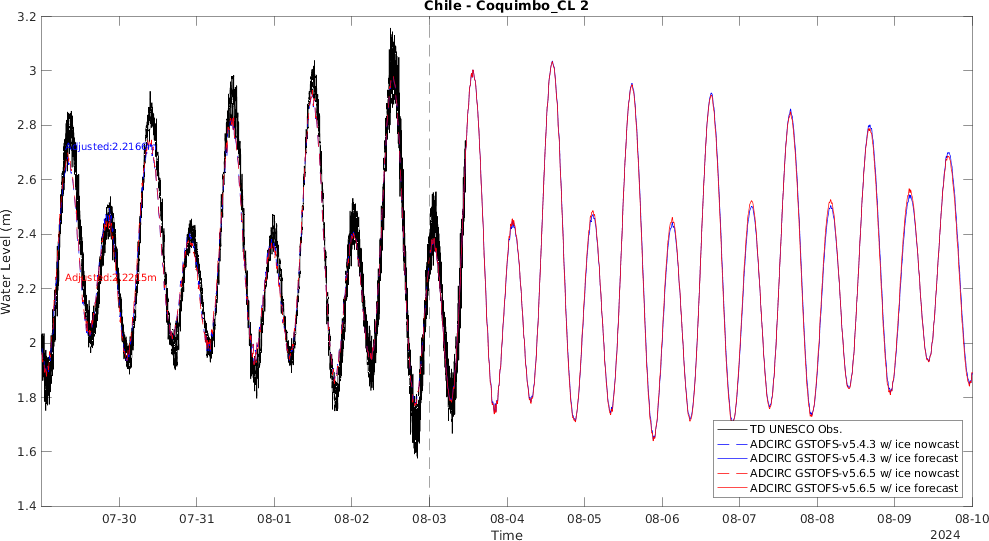 Chile - Coquimbo_CL 2
Water Level (m)
3.2
3
2.8
2.6
2.4
2.2
2
1.8
1.6
1.4
Adjusted:2.2285m
TD UNESCO Obs.
ADCIRC GSTOFS-v5.4.3 w/ ice nowcast
ADCIRC GSTOFS-v5.4.3 w/ ice forecast
ADCIRC GSTOFS-v5.6.5 w/ ice nowcast
ADCIRC GSTOFS-v5.6.5 w/ ice forecast
07-30 07-31 08-01 08-02 08-03 08-04 08-05 08-06 08-07 08-08 08-09 08-10
Time
2024